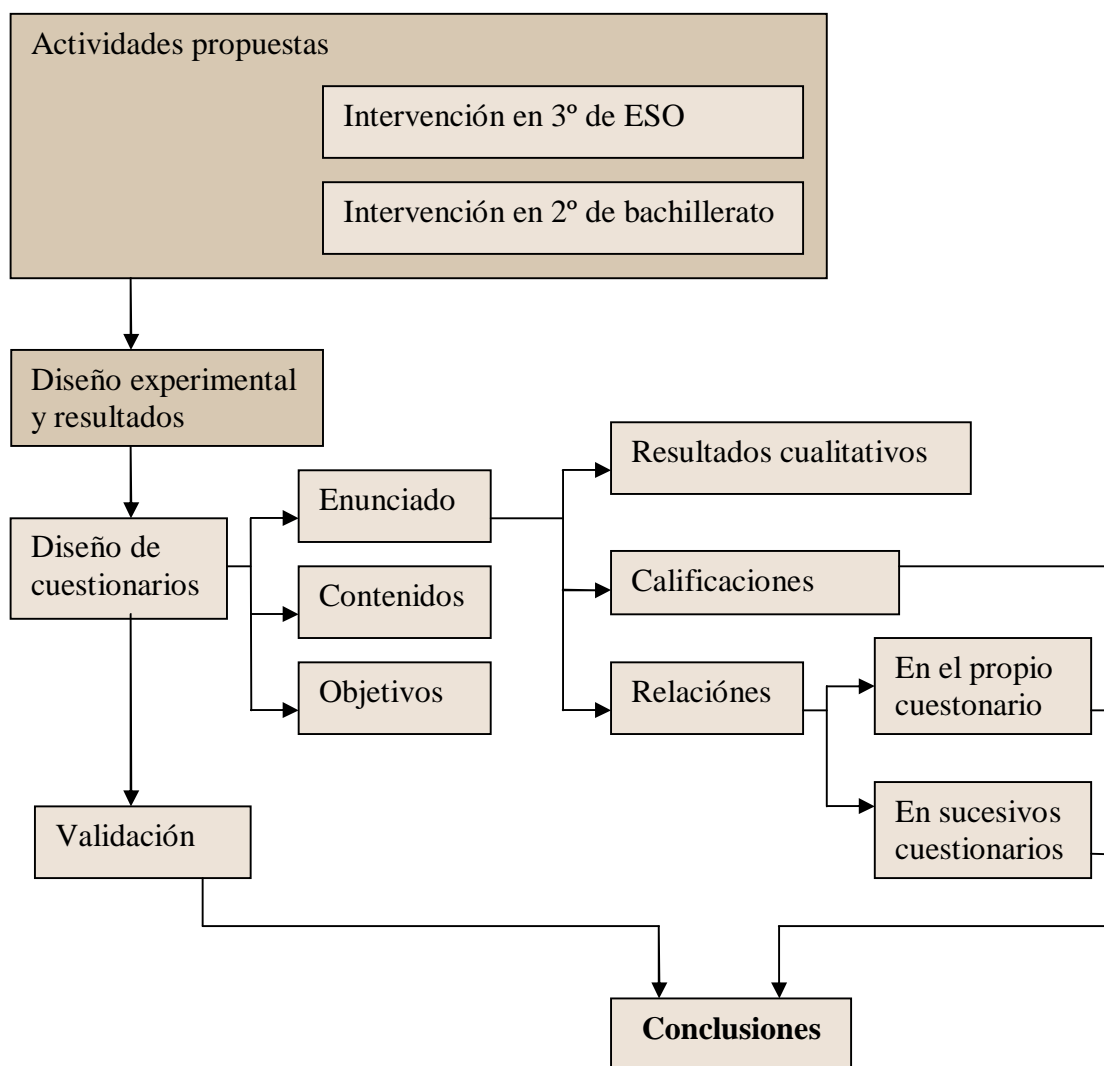 Actividades propuestas
Intervención en 3º de ESO
Intervención en 2º de bachillerato
Diseño experimental
y resultados
Diseño de
cuestionarios
Enunciado
Contenidos
Objetivos
Resultados cualitativos
Calificaciones
Relaciónes
En el propio
cuestonario
En sucesivos
cuestionarios
Validación
Conclusiones